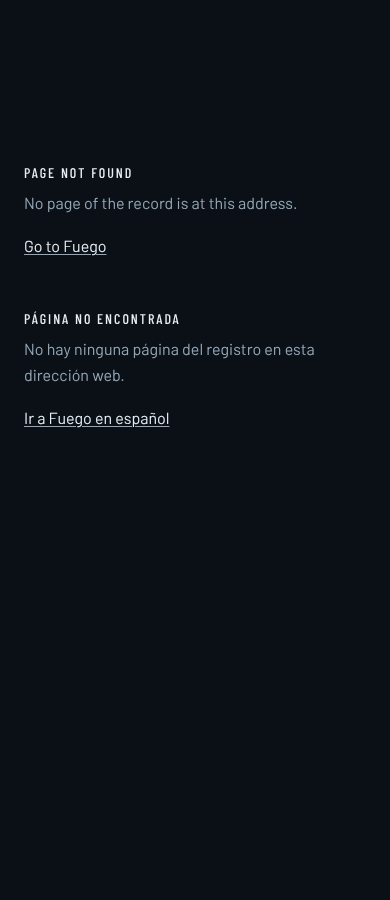 PAGE NOT FOUND
No page of the record is at this address.
Go to Fuego
PÁGINA NO ENCONTRADA
No hay ninguna página del registro en esta
dirección web.
Ir a Fuego en español